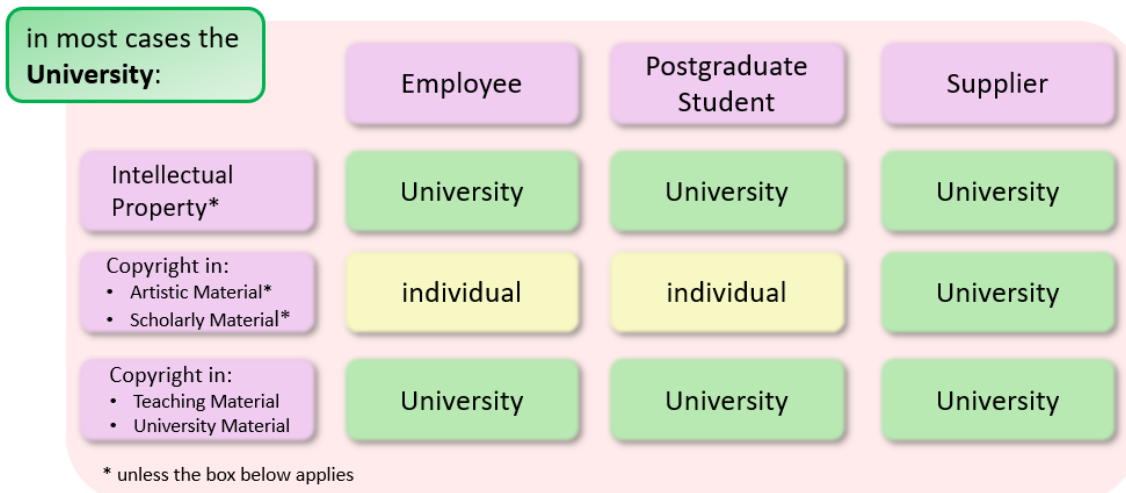 in most cases the
University:
Employee
Postgraduate
Student
Supplier
Intellectual
Property*
University
University
University
Copyright in:
• Artistic Material*
• Scholarly Material*
individual
individual
University
Copyright in:
• Teaching Material
• University Material
University
University
University
* unless the box below applies